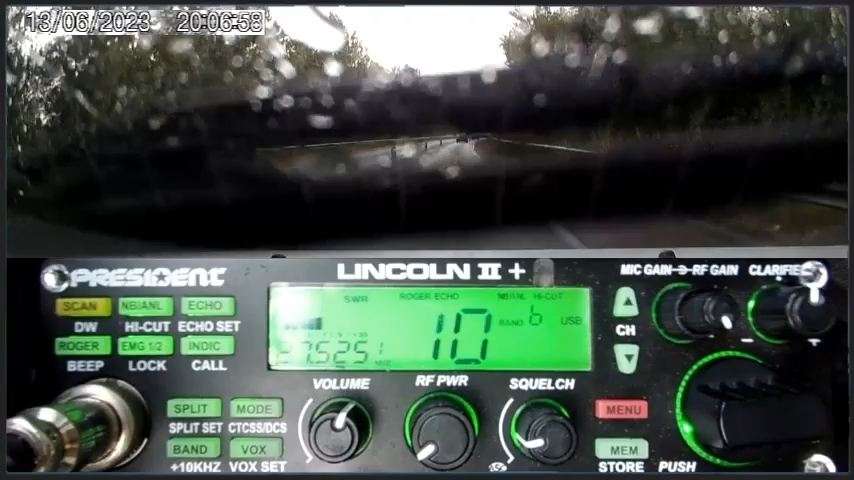 13/06/2023 20:06:58
PRESIDENT LINCOLN II + MIC GAIN RF GAIN CLARIFIER
SCAN NB/ANL ECHO
DW HI-CUT ECHO SET
ROGER EMG 1/2 INDIC
BEEP LOCK CALL
SWR ROGER ECHO NB/ANL HI-CUT
10 BAND b USB
27.525
CH
VOLUME RF PWR SQUELCH
SPLIT MODE MENU
SPLIT SET CTCSS/DCS
BAND VOX MEM
+10KHZ VOX SET STORE PUSH